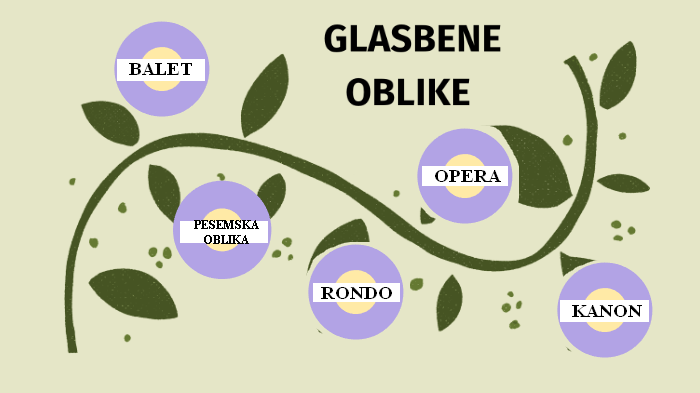 GLASBENE
OBLIKE
BALET
OPERA
PESEMSKA
OBLIKA
RONDO
KANON